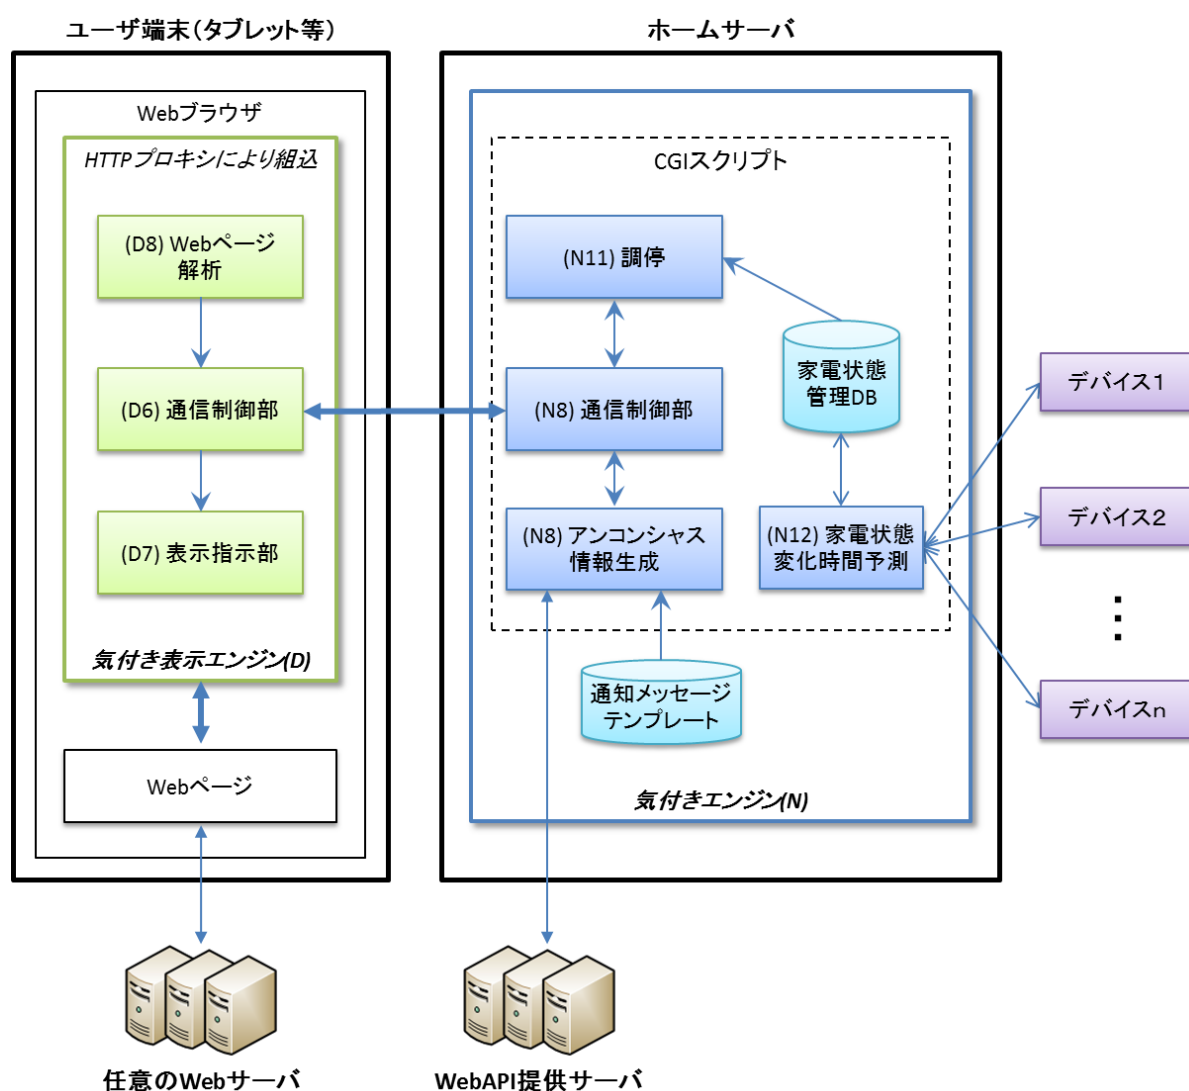 ユーザ端末(タブレット等)
Webブラウザ
HTTPプロキシにより組込
(D8) Webページ
解析
(D6) 通信制御部
(D7) 表示指示部
気付き表示エンジン(D)
Webページ
任意のWebサーバ
ホームサーバ
CGIスクリプト
(N11) 調停
家電状態
管理DB
(N8) 通信制御部
(N8) アンコンシャス
情報生成
(N12) 家電状態
変化時間予測
通知メッセージ
テンプレート
気付きエンジン(N)
WebAPI提供サーバ
デバイス1
デバイス2
⋮
デバイスn